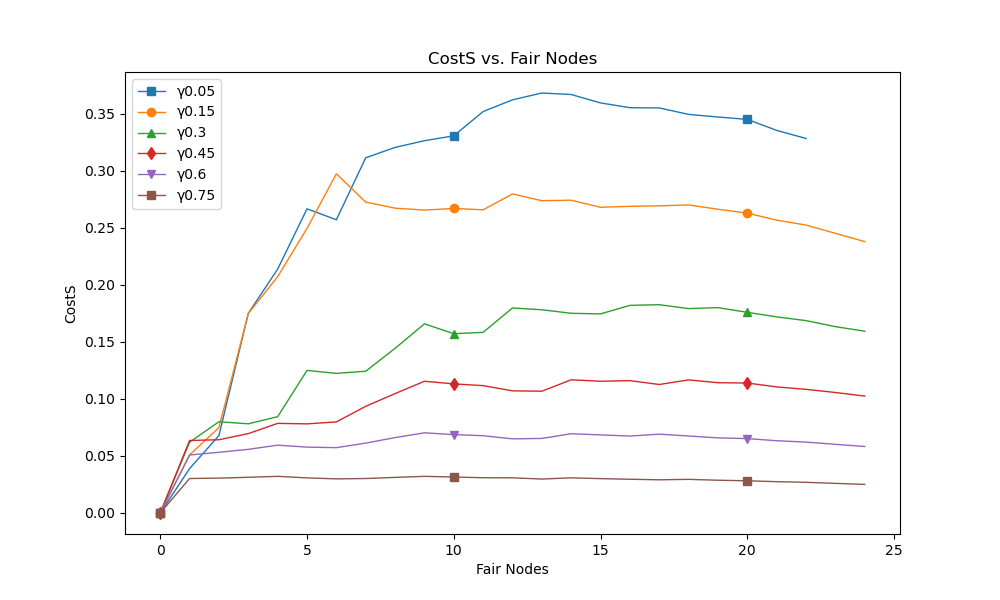 CostS vs. Fair Nodes
γ0.05
γ0.15
γ0.3
γ0.45
γ0.6
γ0.75
CostS
0.35
0.30
0.25
0.20
0.15
0.10
0.05
0.00
0
5
10
15
20
25
Fair Nodes